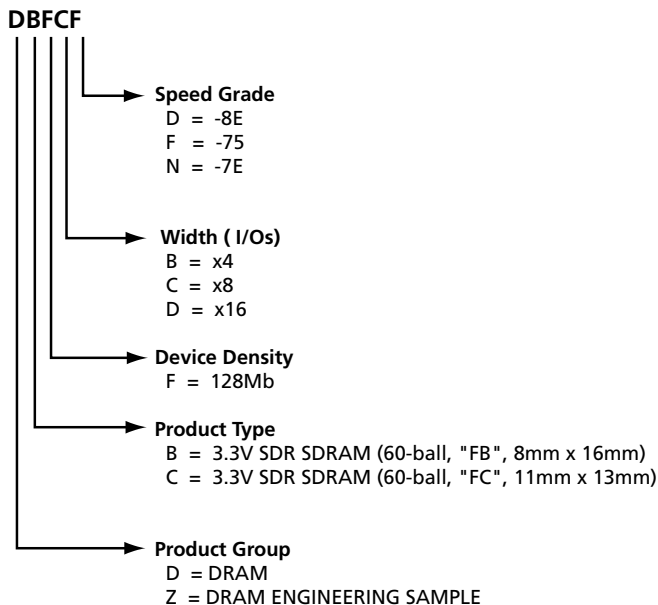 DBFCF
Speed Grade
D = -8E
F = -75
N = -7E
Width ( I/Os)
B = x4
C = x8
D = x16
Device Density
F = 128Mb
Product Type
B = 3.3V SDR SDRAM (60-ball, "FB", 8mm x 16mm)
C = 3.3V SDR SDRAM (60-ball, "FC", 11mm x 13mm)
Product Group
D = DRAM
Z = DRAM ENGINEERING SAMPLE